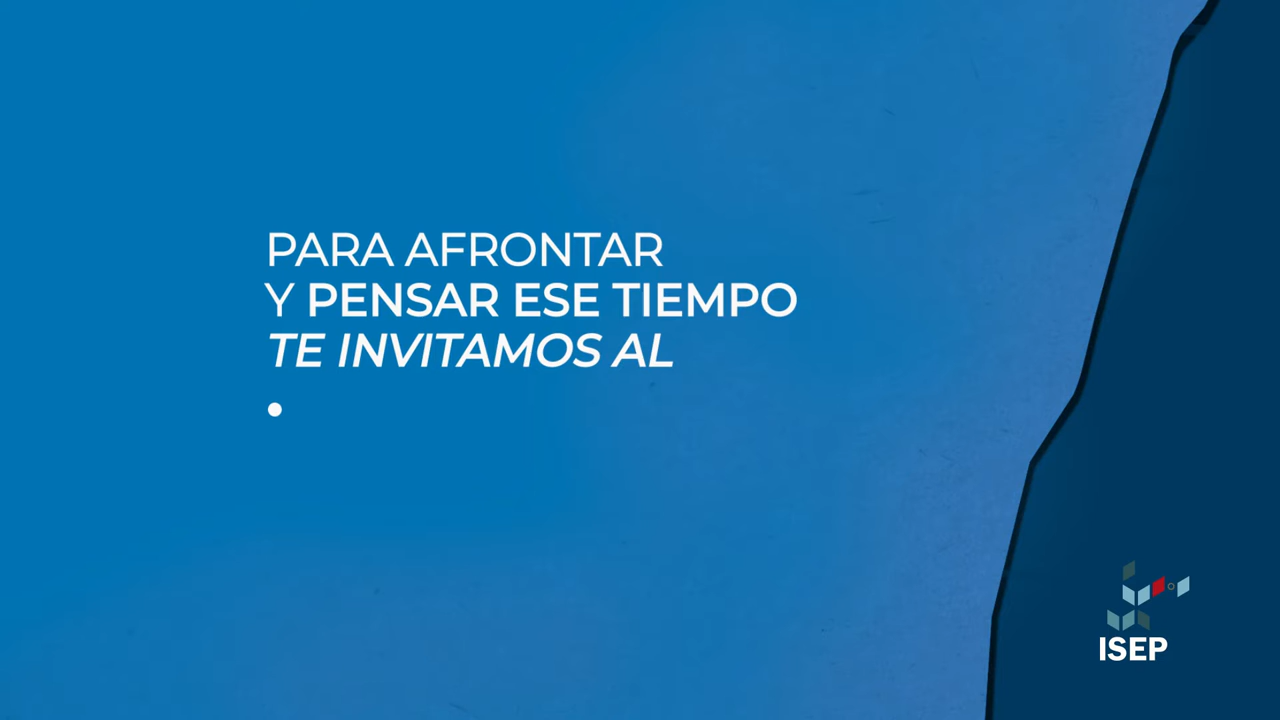 PARA AFRONTAR
Y PENSAR ESE TIEMPO
TE INVITAMOS AL
ISEP